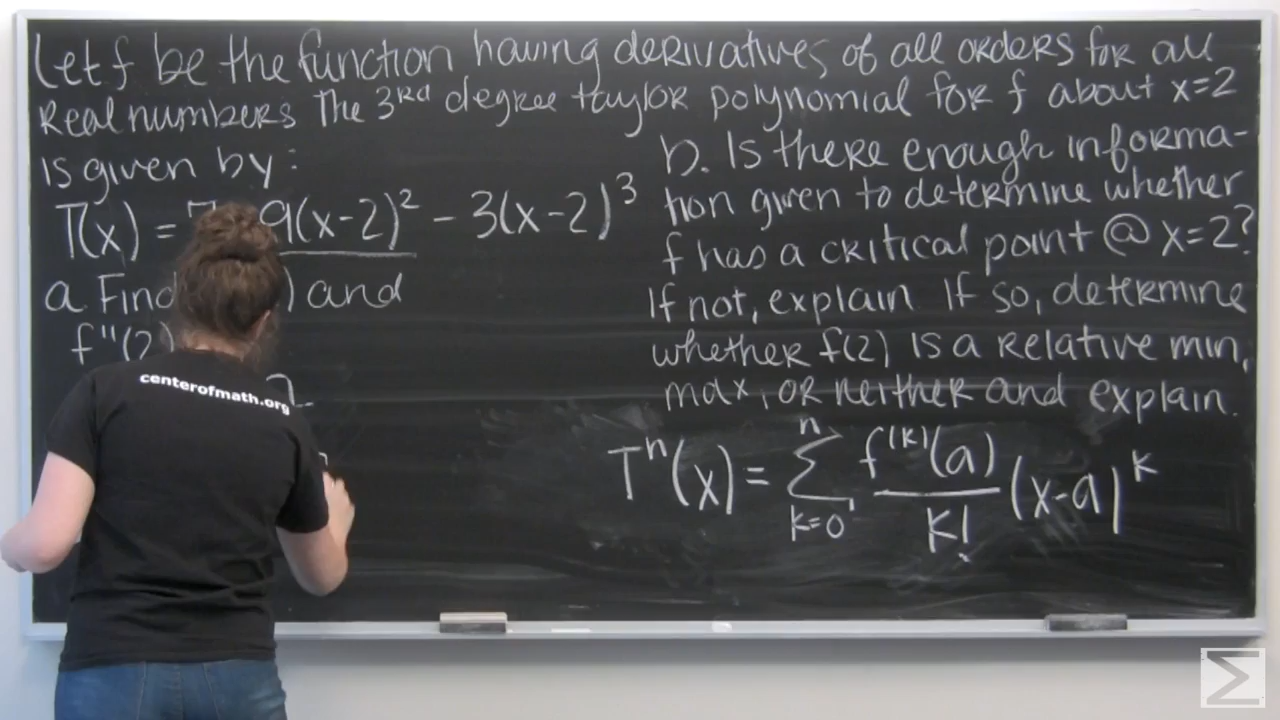 Let f be the function having derivatives of all orders for all
Real numbers The 3rd degree taylor polynomial for f about x=2
is given by:
T(x) = 9(x-2)² - 3(x-2)³
a Find ) and
f"(2)
b. Is there enough informa-
tion given to determine whether
f has a critical point @ x=2?
If not, explain If so, determine
whether f(2) is a relative min,
max, or neither and explain.
Tⁿ(x) = n Σ k=0 f^(k)(a) / k! (x-a)^k
centerofmath.org
Σ